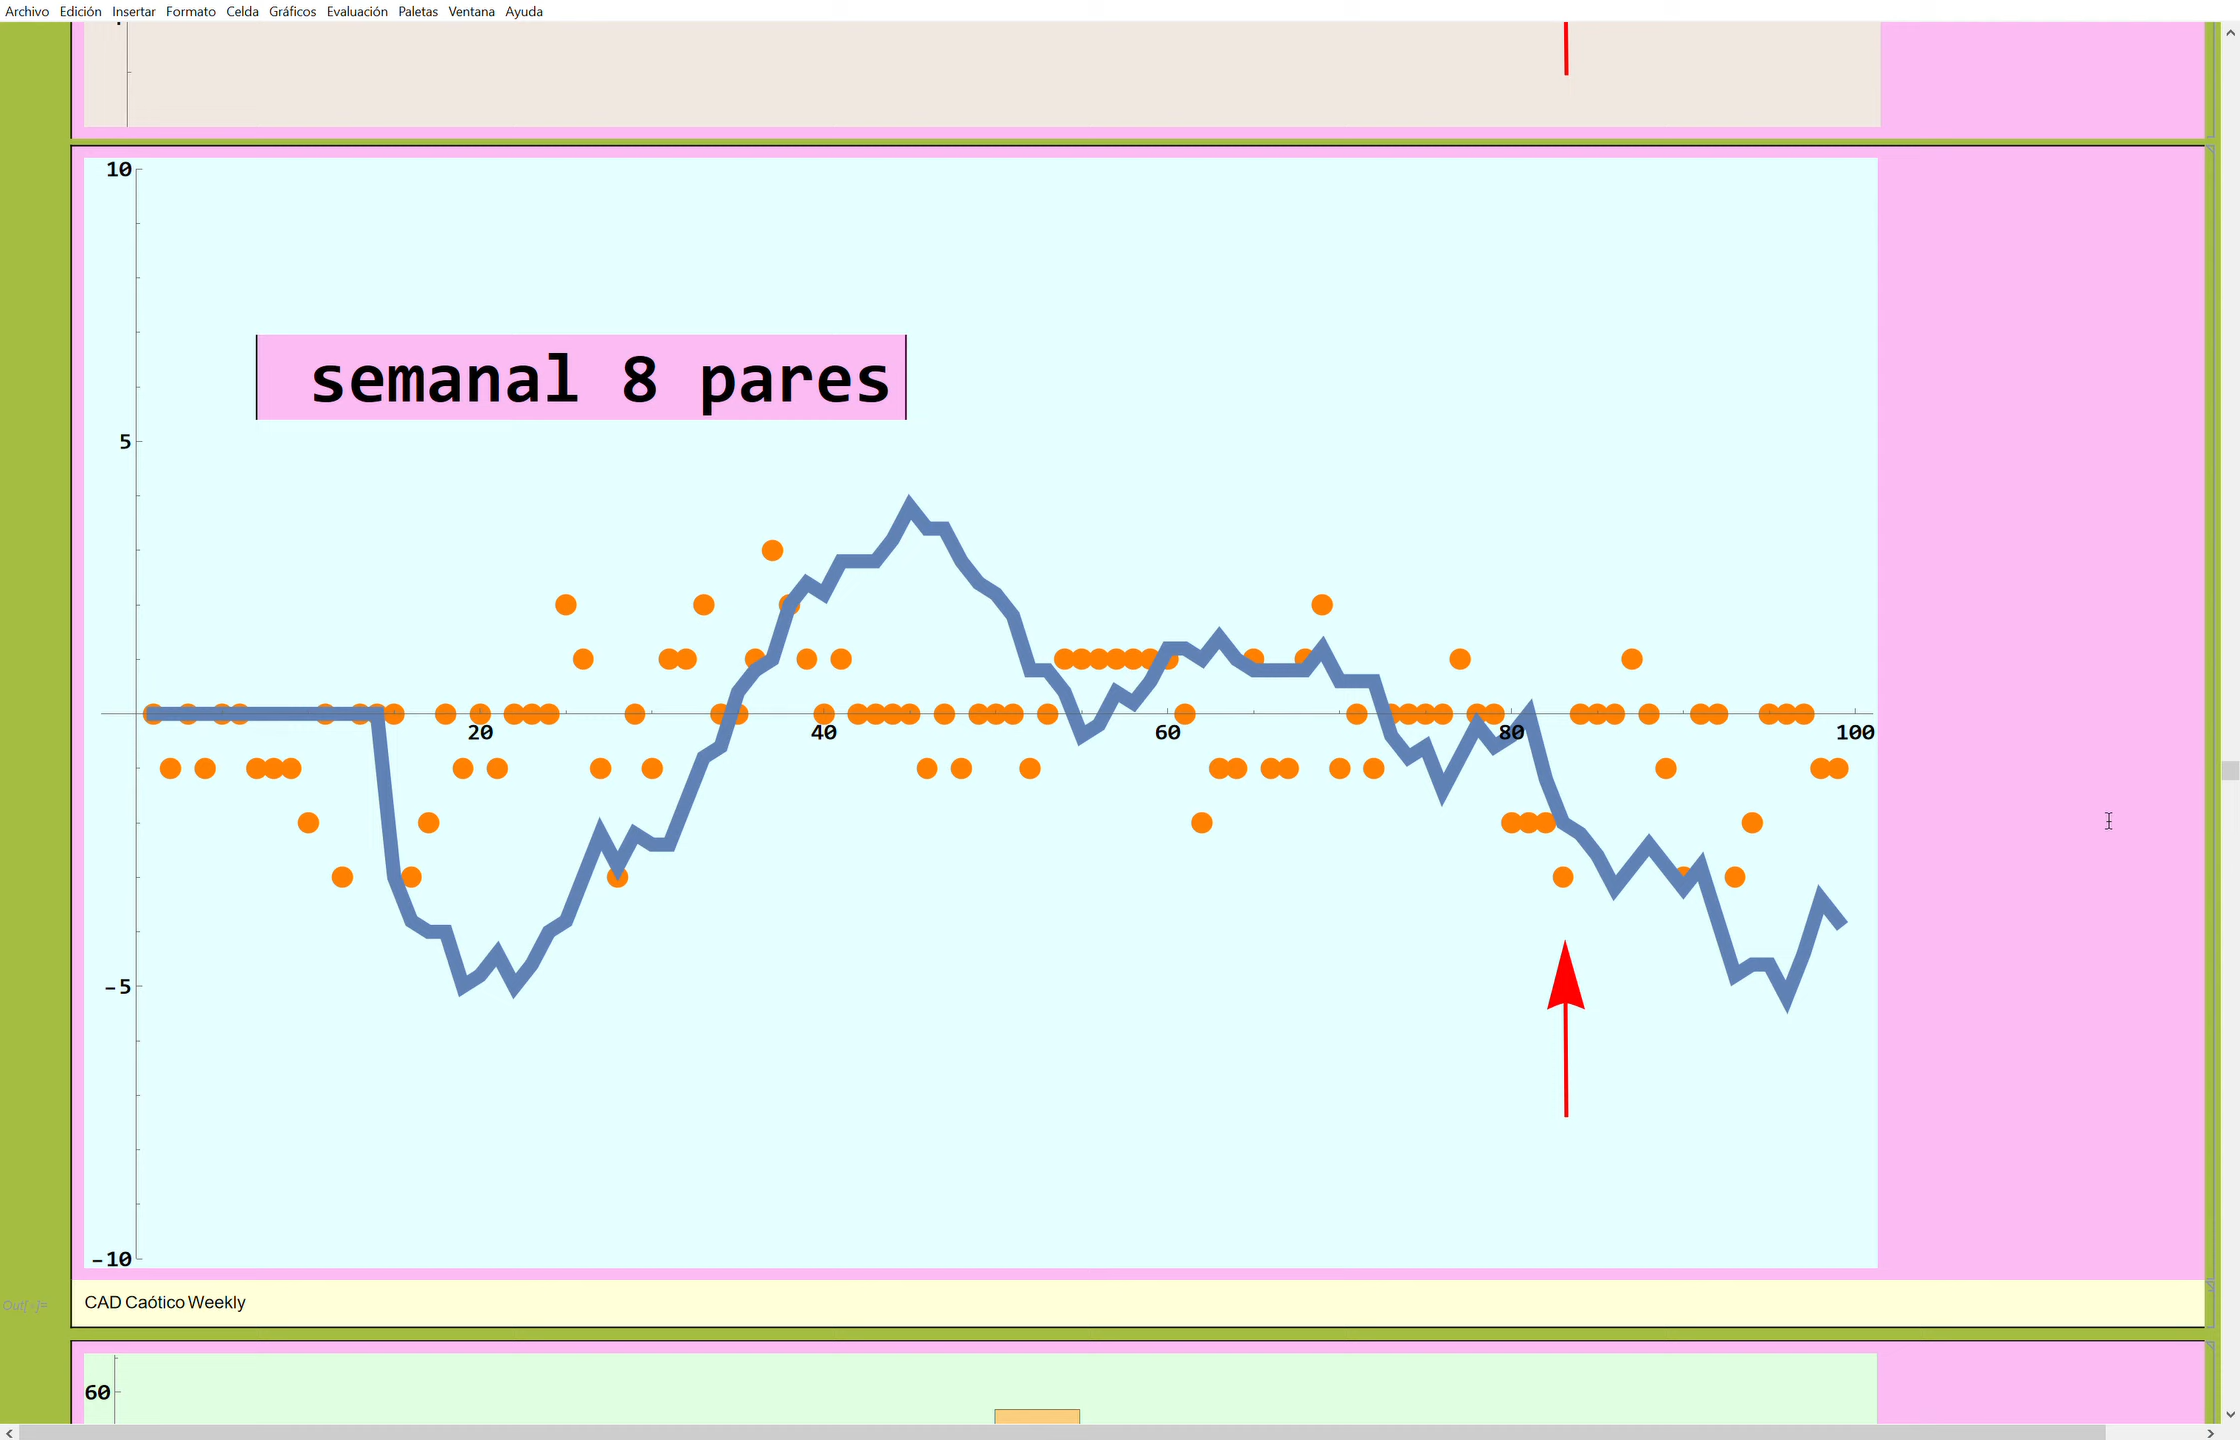 Archivo Edición Insertar Formato Celda Gráficos Evaluación Paletas Ventana Ayuda
10
semanal 8 pares
5
20 40 60 80 100
-5
-10
Out[◦]=
CAD Caótico Weekly
60